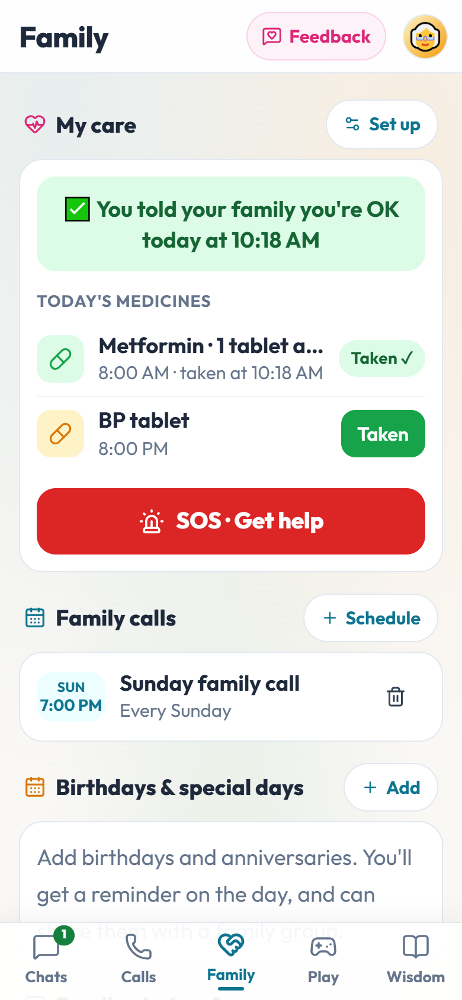 Family
Feedback
My care
Set up
✅ You told your family you're OK
today at 10:18 AM
TODAY'S MEDICINES
Metformin · 1 tablet a...
8:00 AM · taken at 10:18 AM
Taken ✓
BP tablet
8:00 PM
Taken
SOS · Get help
Family calls
+ Schedule
SUN
7:00 PM
Sunday family call
Every Sunday
Birthdays & special days
+ Add
Add birthdays and anniversaries. You'll
get a reminder on the day, and can
share them with a family group.
1
Chats
Calls
Family
Play
Wisdom